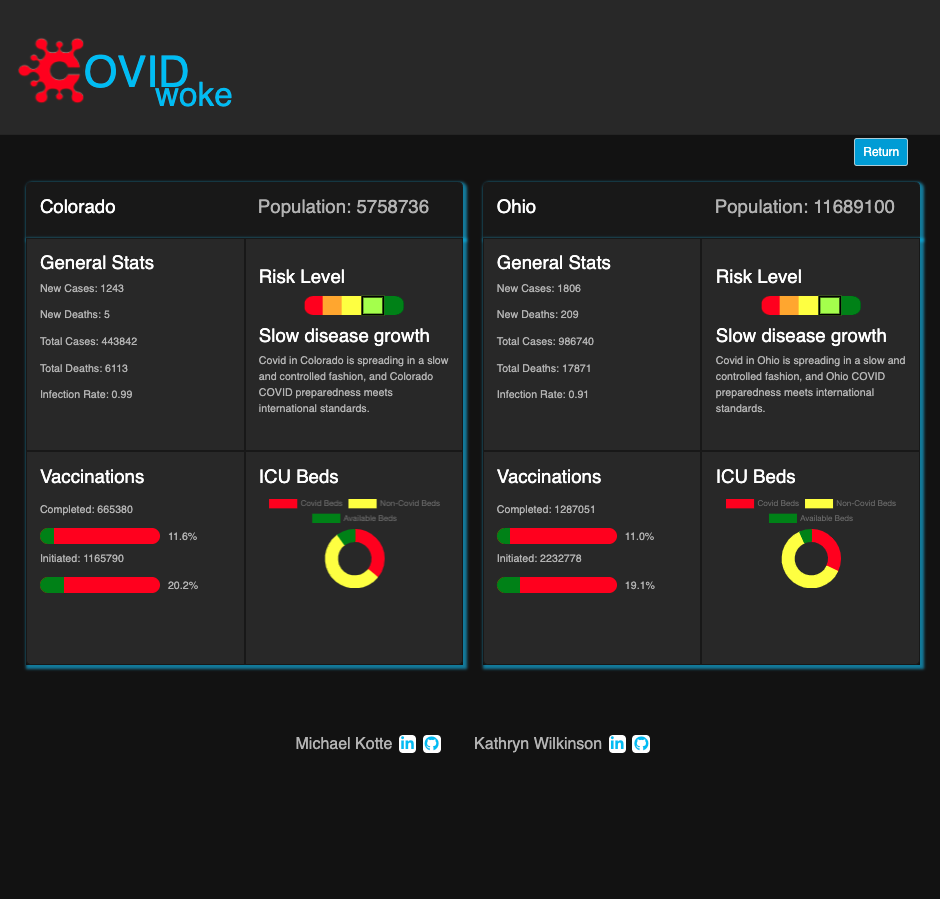 COVID
woke
Return
Colorado Population: 5758736
General Stats
New Cases: 1243
New Deaths: 5
Total Cases: 443842
Total Deaths: 6113
Infection Rate: 0.99
Risk Level
Slow disease growth
Covid in Colorado is spreading in a slow
and controlled fashion, and Colorado
COVID preparedness meets
international standards.
Vaccinations
Completed: 665380
11.6%
Initiated: 1165790
20.2%
ICU Beds
Covid Beds Non-Covid Beds
Available Beds
Ohio Population: 11689100
General Stats
New Cases: 1806
New Deaths: 209
Total Cases: 986740
Total Deaths: 17871
Infection Rate: 0.91
Risk Level
Slow disease growth
Covid in Ohio is spreading in a slow and
controlled fashion, and Ohio COVID
preparedness meets international
standards.
Vaccinations
Completed: 1287051
11.0%
Initiated: 2232778
19.1%
ICU Beds
Covid Beds Non-Covid Beds
Available Beds
Michael Kotte in Kathryn Wilkinson in